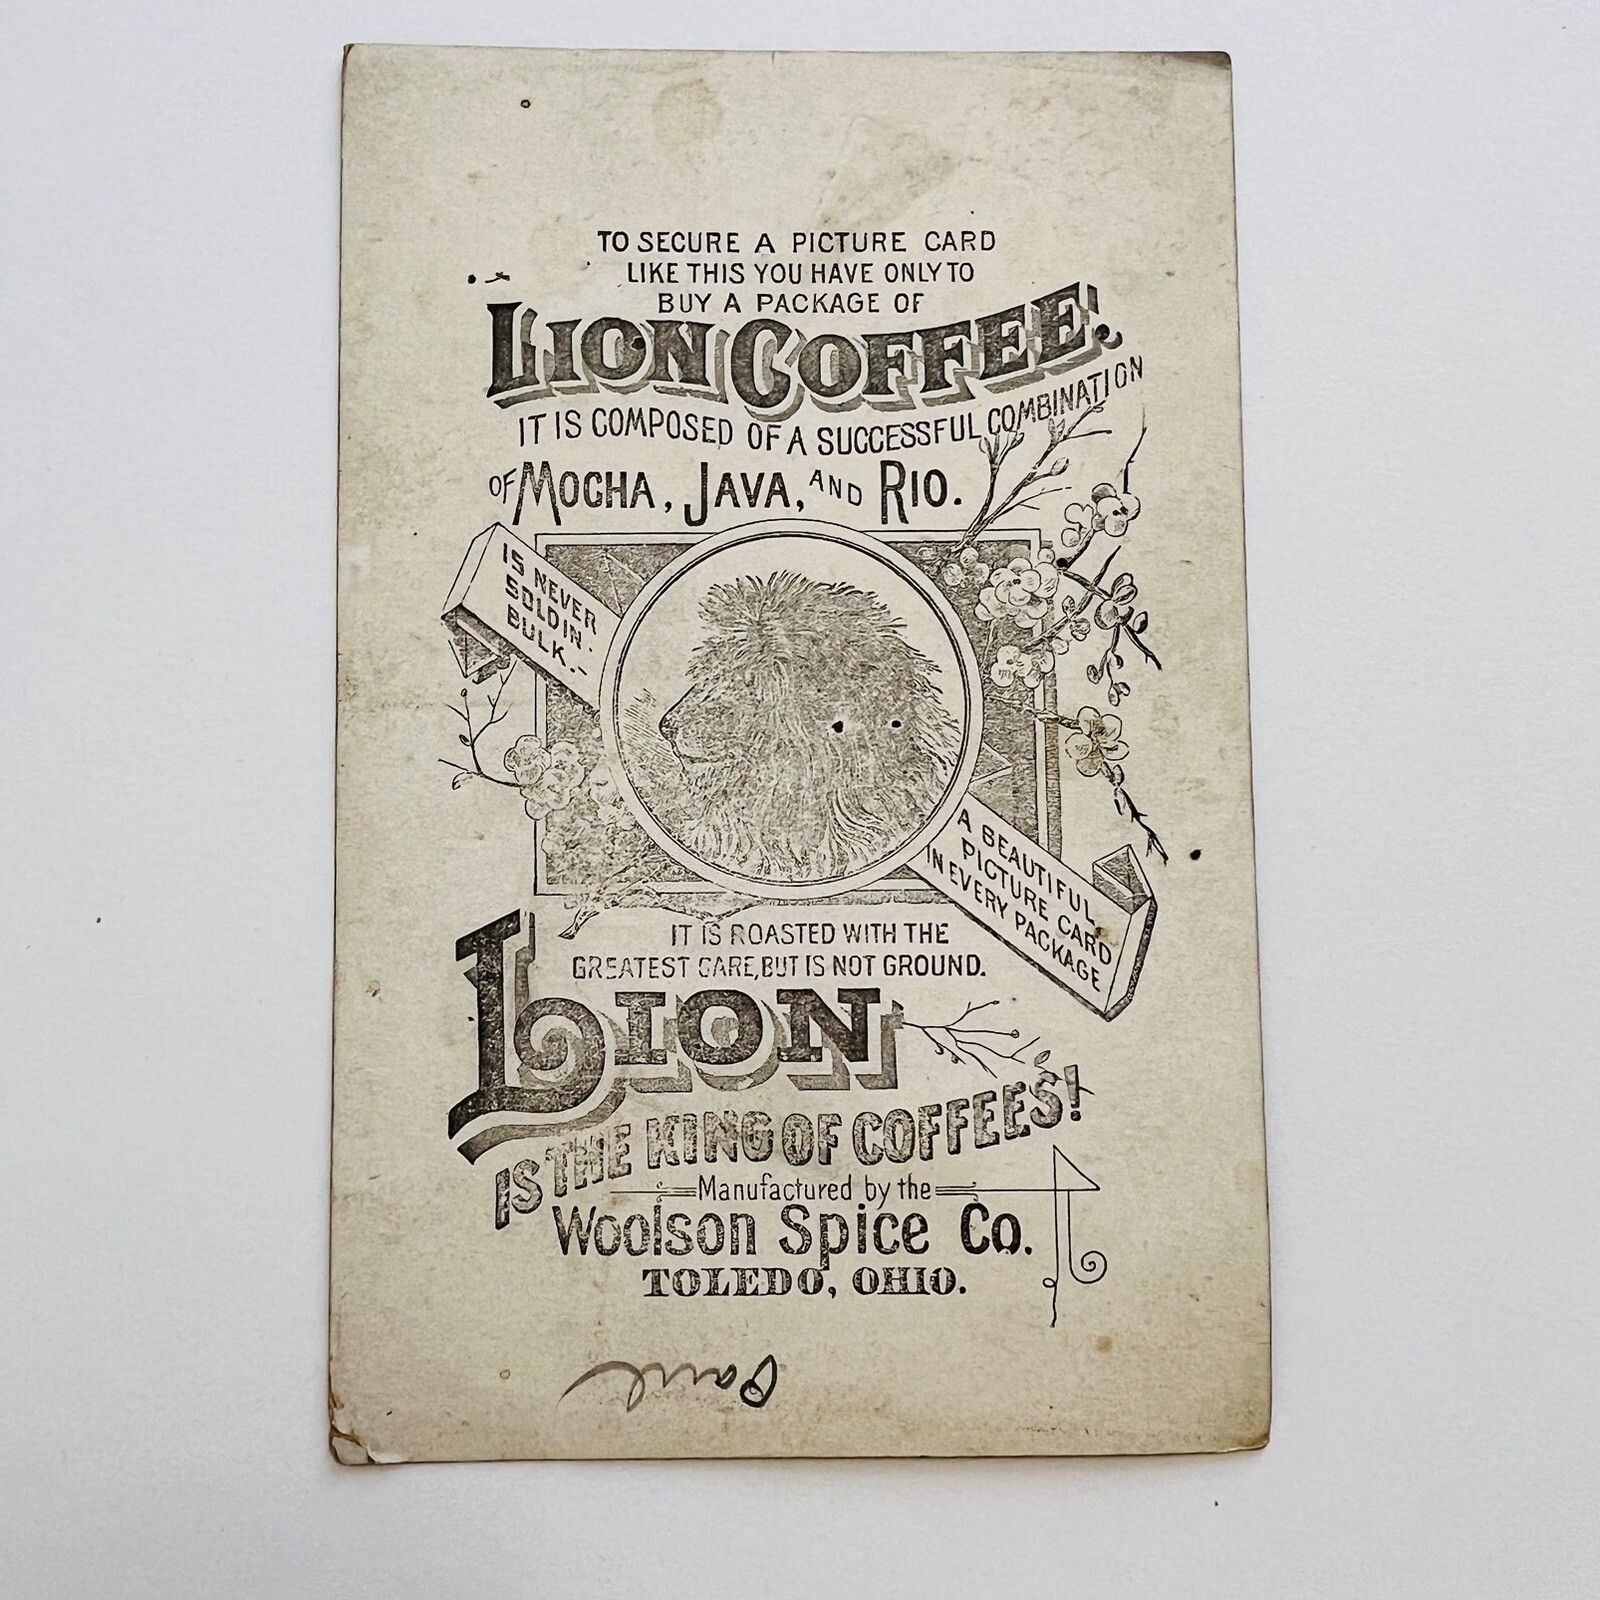 TO SECURE A PICTURE CARD
LIKE THIS YOU HAVE ONLY TO
BUY A PACKAGE OF
LION COFFEE!
IT IS COMPOSED OF A SUCCESSFUL COMBINATION
OF MOCHA, JAVA, AND RIO.
IS NEVER
SOLD IN
BULK.-
A BEAUTIFUL
PICTURE CARD
IN EVERY PACKAGE
IT IS ROASTED WITH THE
GREATEST CARE, BUT IS NOT GROUND.
LION
IS THE KING OF COFFEES!
Manufactured by the
Woolson Spice Co.
TOLEDO, OHIO.